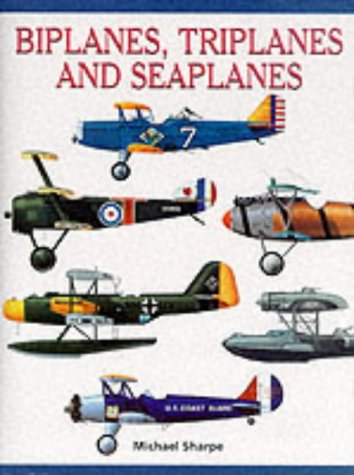 BIPLANES, TRIPLANES
AND SEAPLANES
7
U.S. COAST GUARD
Michael Sharpe